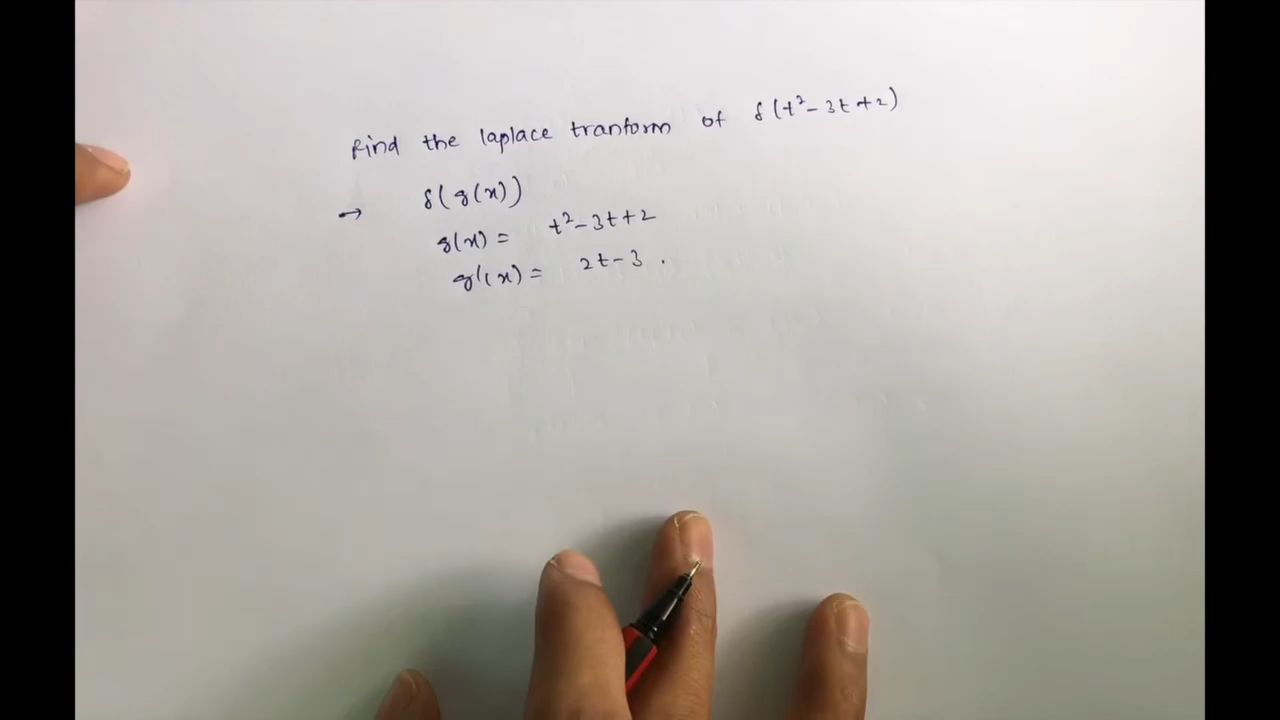 Find the laplace tranform of δ(t²-3t+2)
→ δ(g(x))
g(x) = t²-3t+2
g'(x) = 2t-3.